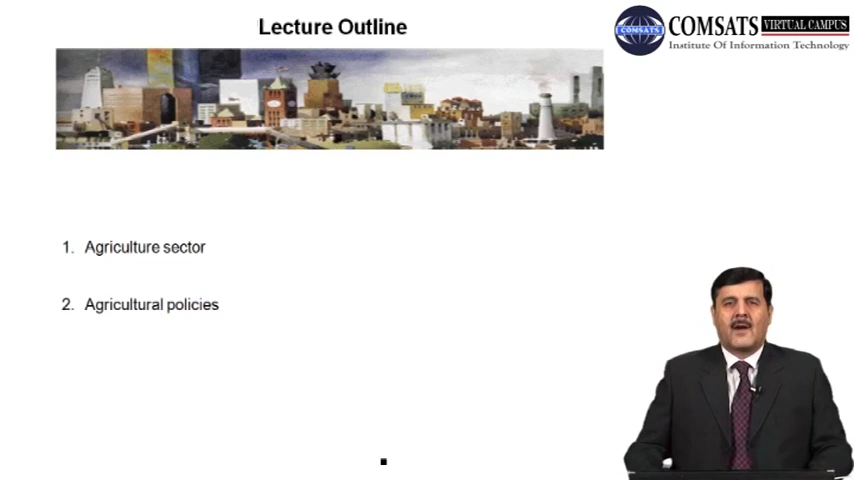 Lecture Outline
COMSATS VIRTUAL CAMPUS
COMSATS
Institute Of Information Technology
1. Agriculture sector
2. Agricultural policies